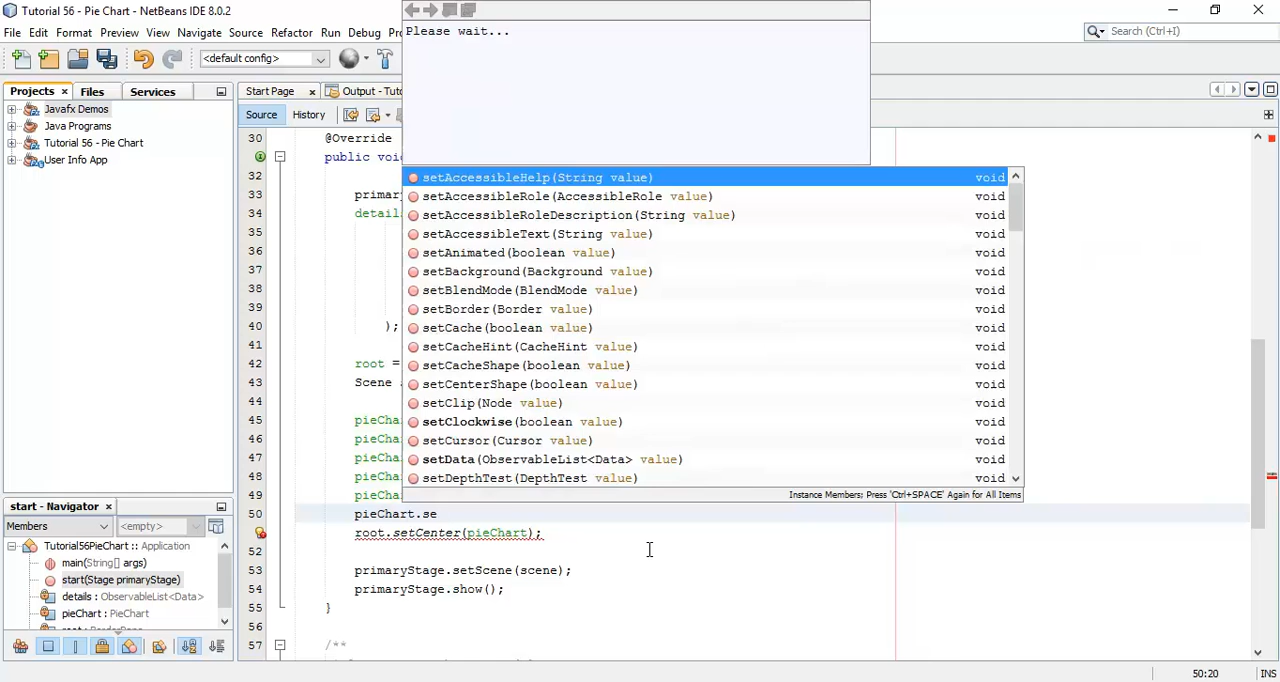 Tutorial 56 - Pie Chart - NetBeans IDE 8.0.2
File Edit Format Preview View Navigate Source Refactor Run Debug
Search (Ctrl+I)
<default config>
Please wait...
Projects Files Services
Start Page Output - Tuto
Source History
Javafx Demos
Java Programs
Tutorial 56 - Pie Chart
User Info App
30 @Override
public void
32
33 primary
34 details
35
36
37
38
39
40 );
41
42 root =
43 Scene
44
45 pieCha
46 pieCha
47 pieCha
48 pieCha
49 pieCha
50 pieChart.se
root.setCenter(pieChart);
52
53 primaryStage.setScene(scene);
54 primaryStage.show();
55 }
56
57 /**
setAccessibleHelp(String value) void
setAccessibleRole(AccessibleRole value) void
setAccessibleRoleDescription(String value) void
setAccessibleText(String value) void
setAnimated(boolean value) void
setBackground(Background value) void
setBlendMode(BlendMode value) void
setBorder(Border value) void
setCache(boolean value) void
setCacheHint(CacheHint value) void
setCacheShape(boolean value) void
setCenterShape(boolean value) void
setClip(Node value) void
setClockwise(boolean value) void
setCursor(Cursor value) void
setData(ObservableList<Data> value) void
setDepthTest(DepthTest value) void
Instance Members; Press 'Ctrl+SPACE' Again for All Items
start - Navigator
Members <empty>
Tutorial56PieChart :: Application
main(String[] args)
start(Stage primaryStage)
details : ObservableList<Data>
pieChart : PieChart
50:20 INS